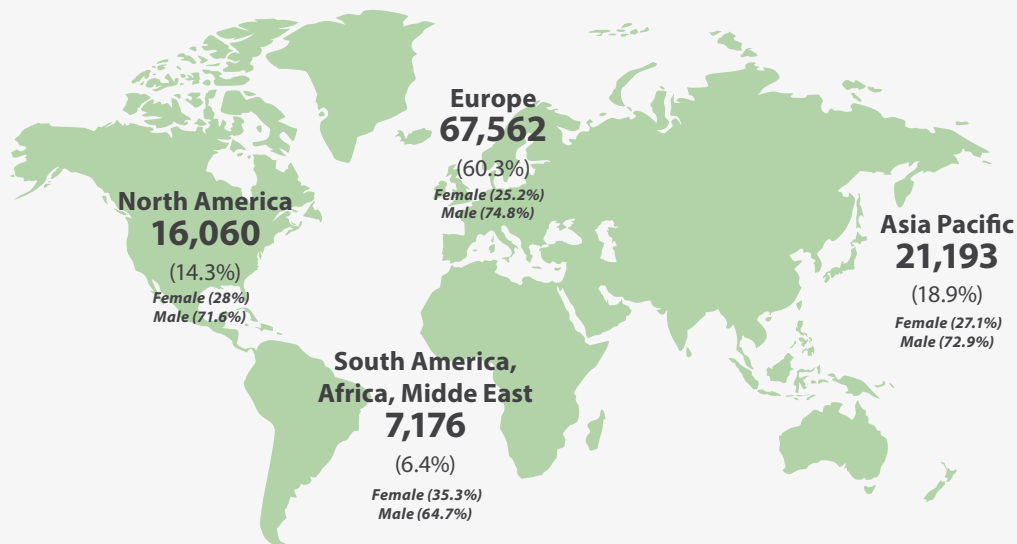 Europe
67,562
(60.3%)
Female (25.2%)
Male (74.8%)
North America
16,060
(14.3%)
Female (28%)
Male (71.6%)
Asia Pacific
21,193
(18.9%)
Female (27.1%)
Male (72.9%)
South America,
Africa, Midde East
7,176
(6.4%)
Female (35.3%)
Male (64.7%)